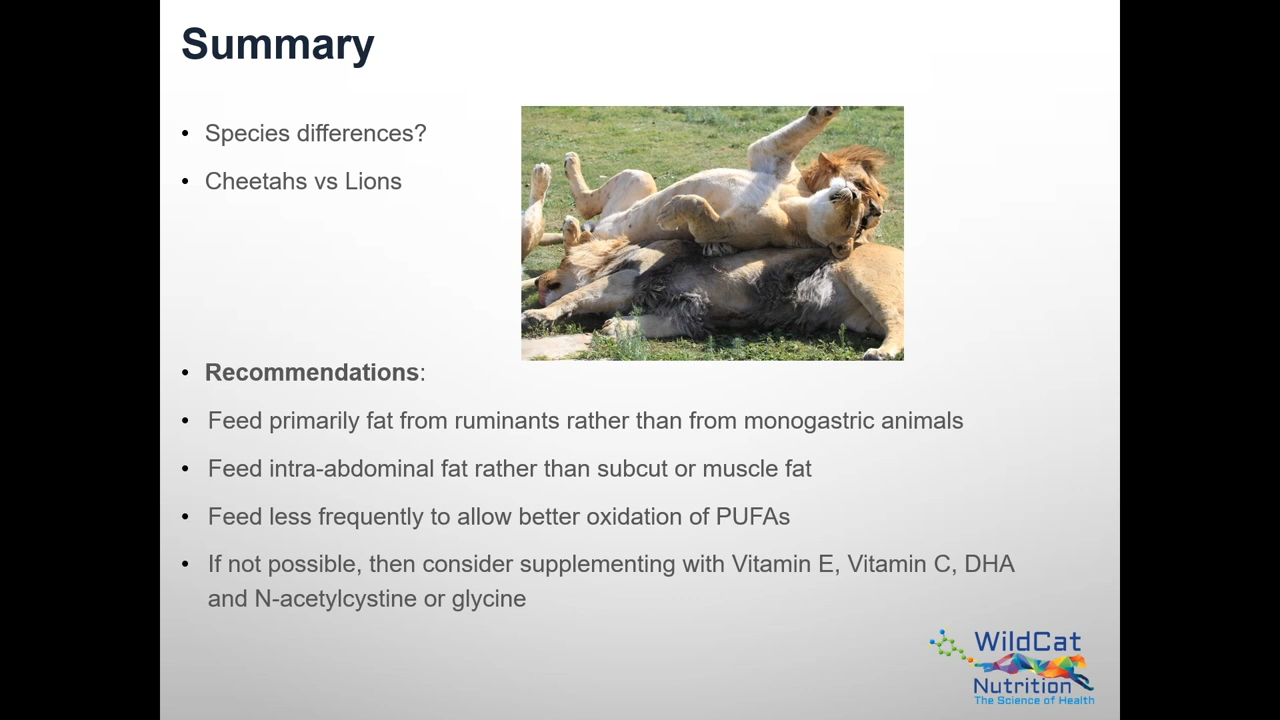 Summary
• Species differences?
• Cheetahs vs Lions
• Recommendations:
• Feed primarily fat from ruminants rather than from monogastric animals
• Feed intra-abdominal fat rather than subcut or muscle fat
• Feed less frequently to allow better oxidation of PUFAs
• If not possible, then consider supplementing with Vitamin E, Vitamin C, DHA
and N-acetylcystine or glycine
WildCat
Nutrition
The Science of Health